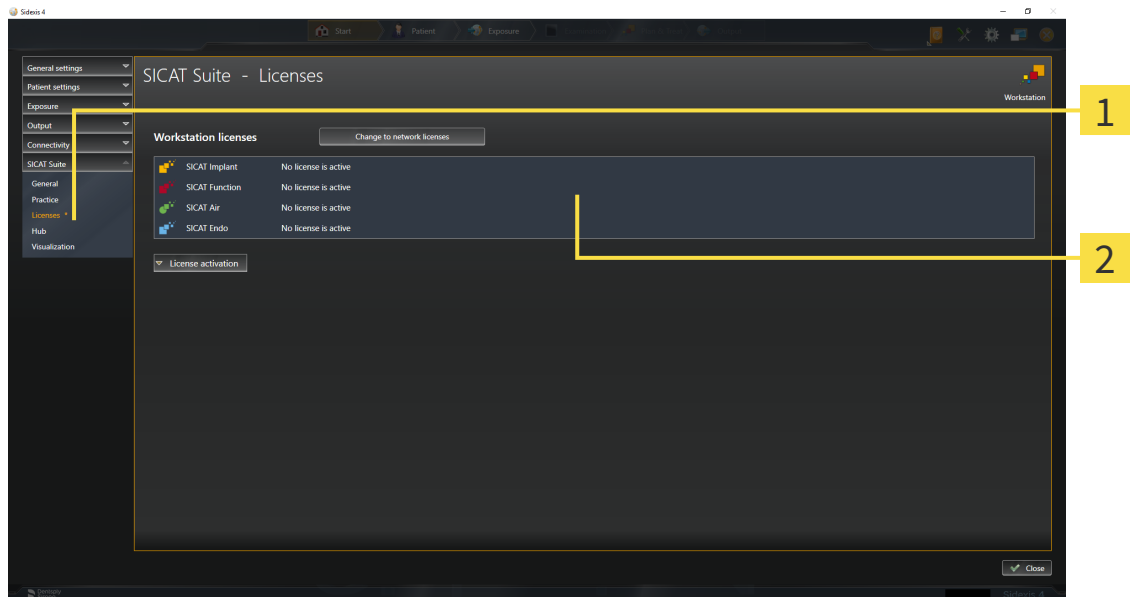 Sidexis 4
Start
Patient
Exposure
General settings
Patient settings
Exposure
Output
Connectivity
SICAT Suite
General
Practice
Licenses *
Hub
Visualization
SICAT Suite - Licenses
Workstation
Workstation licenses
Change to network licenses
SICAT Implant No license is active
SICAT Function No license is active
SICAT Air No license is active
SICAT Endo No license is active
License activation
1
2
Close
Dentsply
Sidexis 4